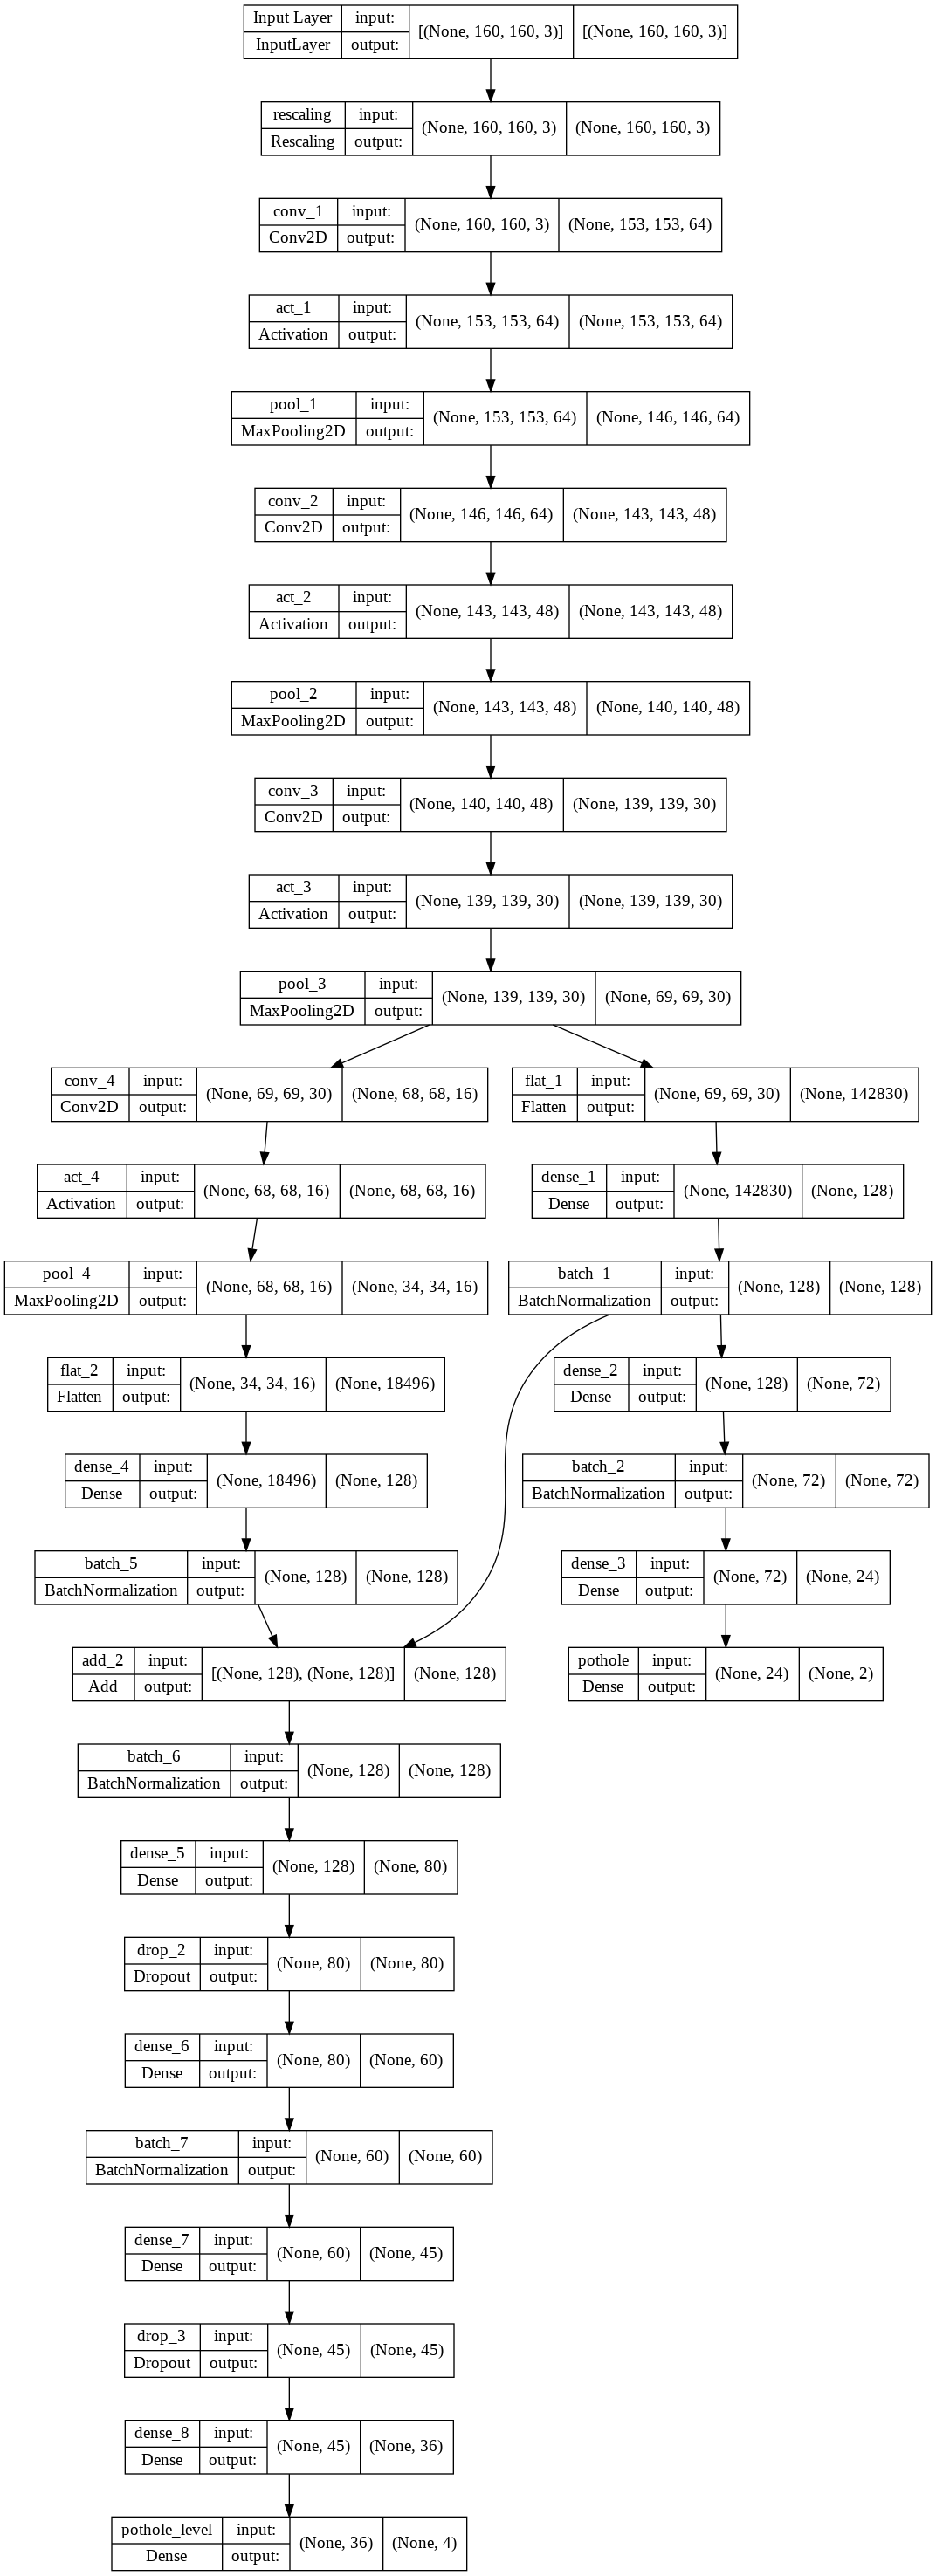 Input Layer input: [(None, 160, 160, 3)] [(None, 160, 160, 3)]
InputLayer output:
rescaling input: (None, 160, 160, 3) (None, 160, 160, 3)
Rescaling output:
conv_1 input: (None, 160, 160, 3) (None, 153, 153, 64)
Conv2D output:
act_1 input: (None, 153, 153, 64) (None, 153, 153, 64)
Activation output:
pool_1 input: (None, 153, 153, 64) (None, 146, 146, 64)
MaxPooling2D output:
conv_2 input: (None, 146, 146, 64) (None, 143, 143, 48)
Conv2D output:
act_2 input: (None, 143, 143, 48) (None, 143, 143, 48)
Activation output:
pool_2 input: (None, 143, 143, 48) (None, 140, 140, 48)
MaxPooling2D output:
conv_3 input: (None, 140, 140, 48) (None, 139, 139, 30)
Conv2D output:
act_3 input: (None, 139, 139, 30) (None, 139, 139, 30)
Activation output:
pool_3 input: (None, 139, 139, 30) (None, 69, 69, 30)
MaxPooling2D output:
conv_4 input: (None, 69, 69, 30) (None, 68, 68, 16)
Conv2D output:
flat_1 input: (None, 69, 69, 30) (None, 142830)
Flatten output:
act_4 input: (None, 68, 68, 16) (None, 68, 68, 16)
Activation output:
dense_1 input: (None, 142830) (None, 128)
Dense output:
pool_4 input: (None, 68, 68, 16) (None, 34, 34, 16)
MaxPooling2D output:
batch_1 input: (None, 128) (None, 128)
BatchNormalization output:
flat_2 input: (None, 34, 34, 16) (None, 18496)
Flatten output:
dense_2 input: (None, 128) (None, 72)
Dense output:
dense_4 input: (None, 18496) (None, 128)
Dense output:
batch_2 input: (None, 72) (None, 72)
BatchNormalization output:
batch_5 input: (None, 128) (None, 128)
BatchNormalization output:
dense_3 input: (None, 72) (None, 24)
Dense output:
add_2 input: [(None, 128), (None, 128)] (None, 128)
Add output:
pothole input: (None, 24) (None, 2)
Dense output:
batch_6 input: (None, 128) (None, 128)
BatchNormalization output:
dense_5 input: (None, 128) (None, 80)
Dense output:
drop_2 input: (None, 80) (None, 80)
Dropout output:
dense_6 input: (None, 80) (None, 60)
Dense output:
batch_7 input: (None, 60) (None, 60)
BatchNormalization output:
dense_7 input: (None, 60) (None, 45)
Dense output:
drop_3 input: (None, 45) (None, 45)
Dropout output:
dense_8 input: (None, 45) (None, 36)
Dense output:
pothole_level input: (None, 36) (None, 4)
Dense output: